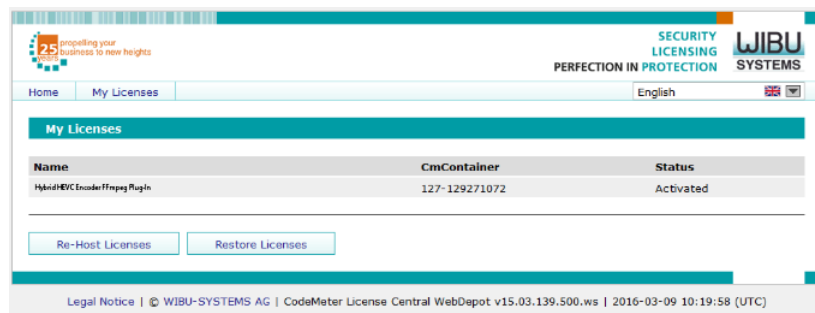 25 propelling your
years business to new heights
SECURITY
LICENSING
PERFECTION IN PROTECTION
WIBU
SYSTEMS
Home My Licenses English
My Licenses
Name CmContainer Status
Hybrid HEVC Encoder FFmpeg Plug-In 127-129271072 Activated
Re-Host Licenses Restore Licenses
Legal Notice | © WIBU-SYSTEMS AG | CodeMeter License Central WebDepot v15.03.139.500.ws | 2016-03-09 10:19:58 (UTC)